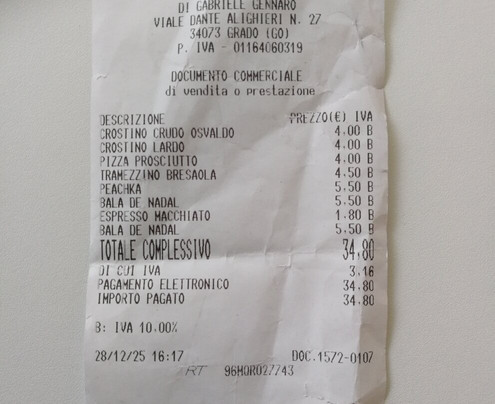 DI GABRIELE GENNARO
VIALE DANTE ALIGHIERI N. 27
34073 GRADO (GO)
P. IVA - 01164060319
DOCUMENTO COMMERCIALE
di vendita o prestazione
DESCRIZIONE PREZZO(€) IVA
CROSTINO CRUDO OSVALDO 4.00 B
CROSTINO LARDO 4.00 B
PIZZA PROSCIUTTO 4.00 B
TRAMEZZINO BRESAOLA 4.50 B
PEACHKA 5.50 B
BALA DE NADAL 5.50 B
ESPRESSO MACCHIATO 1.80 B
BALA DE NADAL 5.50 B
TOTALE COMPLESSIVO 34,80
DI CUI IVA 3.16
PAGAMENTO ELETTRONICO 34.80
IMPORTO PAGATO 34.80
B: IVA 10.00%
28/12/25 16:17 DOC.1572-0107
RT 96MOR027743